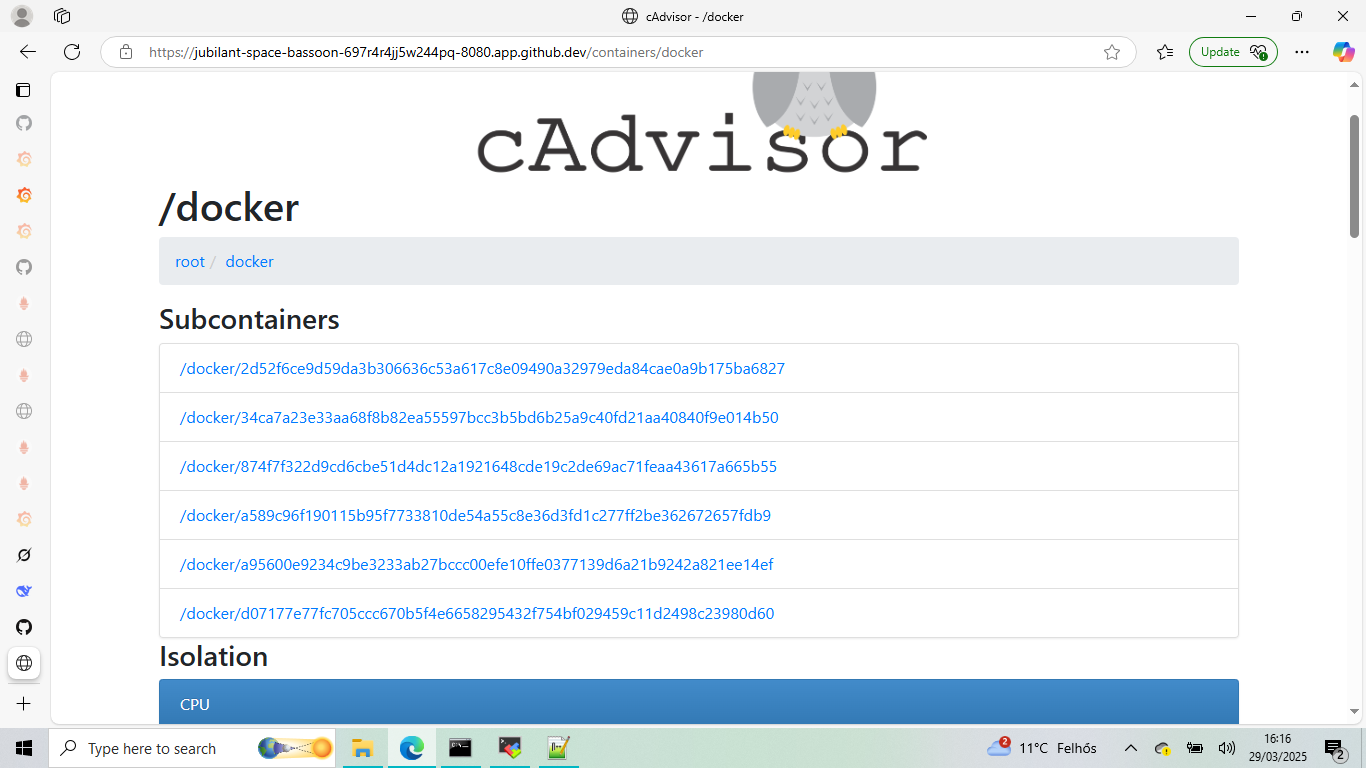 cAdvisor - /docker
https://jubilant-space-bassoon-697r4r4jj5w244pq-8080.app.github.dev/containers/docker
Update
cAdvisor
/docker
root / docker
Subcontainers
/docker/2d52f6ce9d59da3b306636c53a617c8e09490a32979eda84cae0a9b175ba6827
/docker/34ca7a23e33aa68f8b82ea55597bcc3b5bd6b25a9c40fd21aa40840f9e014b50
/docker/874f7f322d9cd6cbe51d4dc12a1921648cde19c2de69ac71feaa43617a665b55
/docker/a589c96f190115b95f7733810de54a55c8e36d3fd1c277ff2be362672657fdb9
/docker/a95600e9234c9be3233ab27bccc00efe10ffe0377139d6a21b9242a821ee14ef
/docker/d07177e77fc705ccc670b5f4e6658295432f754bf029459c11d2498c23980d60
Isolation
CPU
Type here to search
2
11°C Felhős
16:16
29/03/2025
2